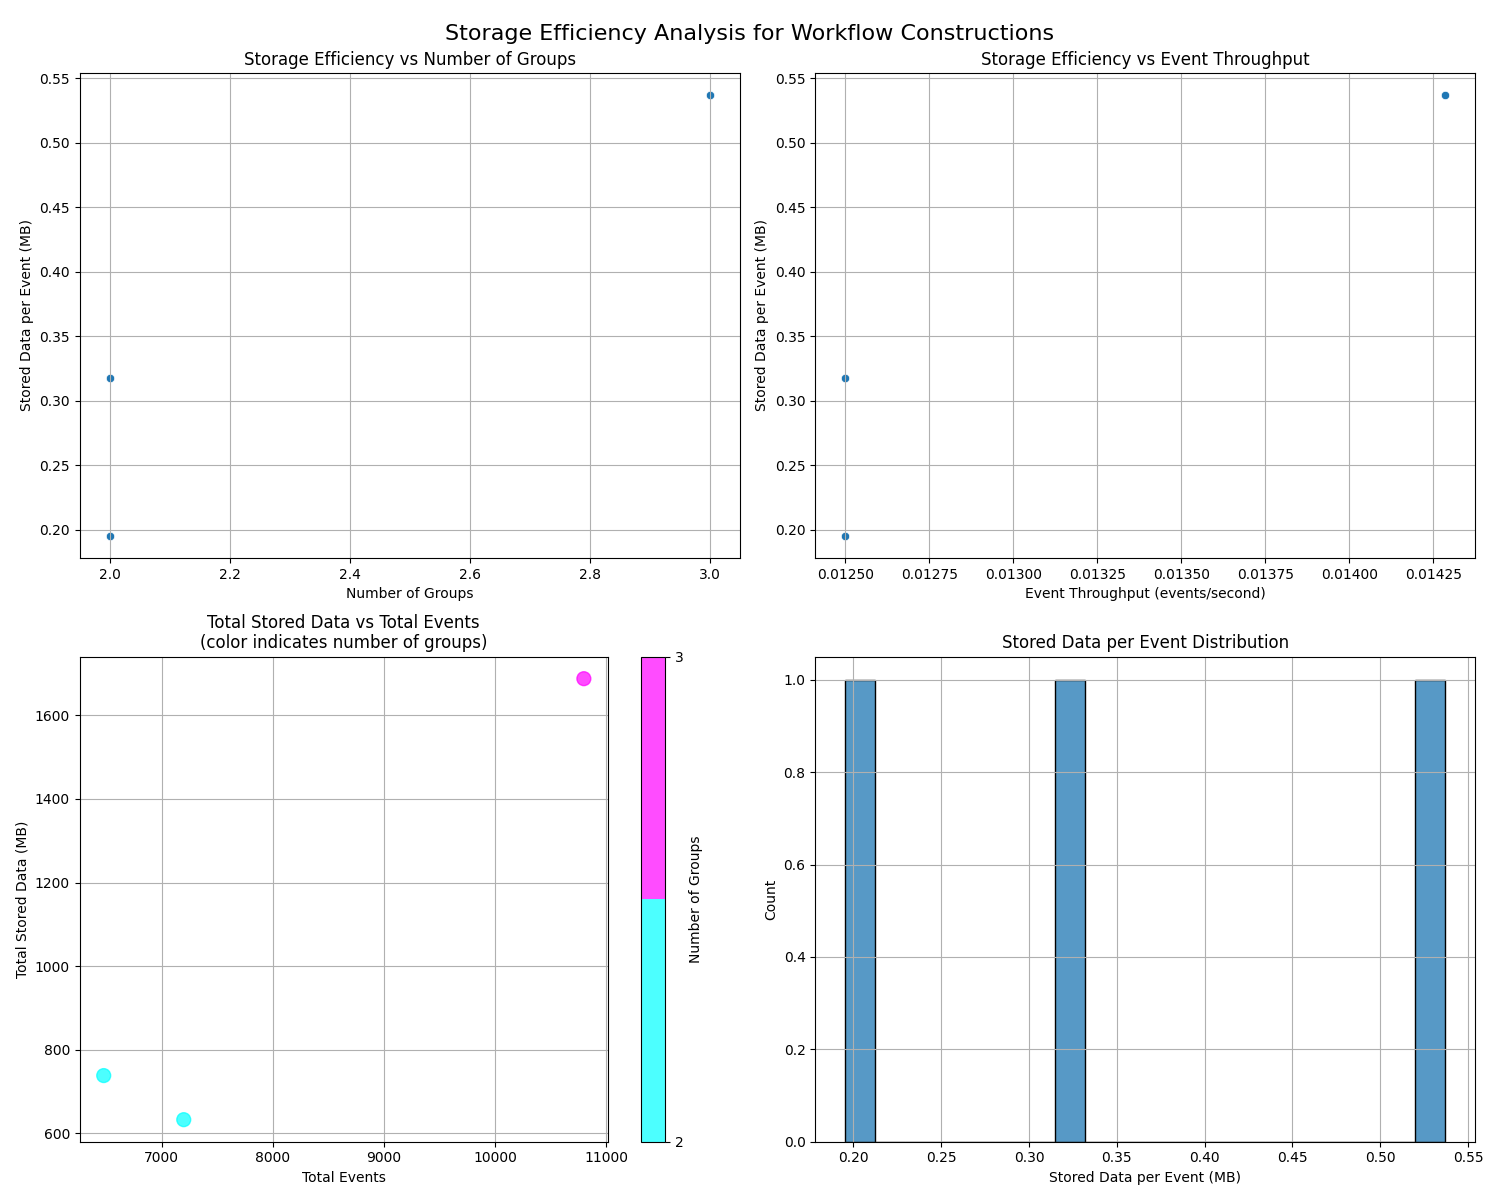 Storage Efficiency Analysis for Workflow Constructions
Storage Efficiency vs Number of Groups
0.55
0.50
0.45
0.40
0.35
0.30
0.25
0.20
Stored Data per Event (MB)
2.0 2.2 2.4 2.6 2.8 3.0
Number of Groups
Storage Efficiency vs Event Throughput
0.55
0.50
0.45
0.40
0.35
0.30
0.25
0.20
Stored Data per Event (MB)
0.01250 0.01275 0.01300 0.01325 0.01350 0.01375 0.01400 0.01425
Event Throughput (events/second)
Total Stored Data vs Total Events
(color indicates number of groups)
1600
1400
1200
1000
800
600
Total Stored Data (MB)
7000 8000 9000 10000 11000
Total Events
3
2
Number of Groups
Stored Data per Event Distribution
1.0
0.8
0.6
0.4
0.2
0.0
Count
0.20 0.25 0.30 0.35 0.40 0.45 0.50 0.55
Stored Data per Event (MB)